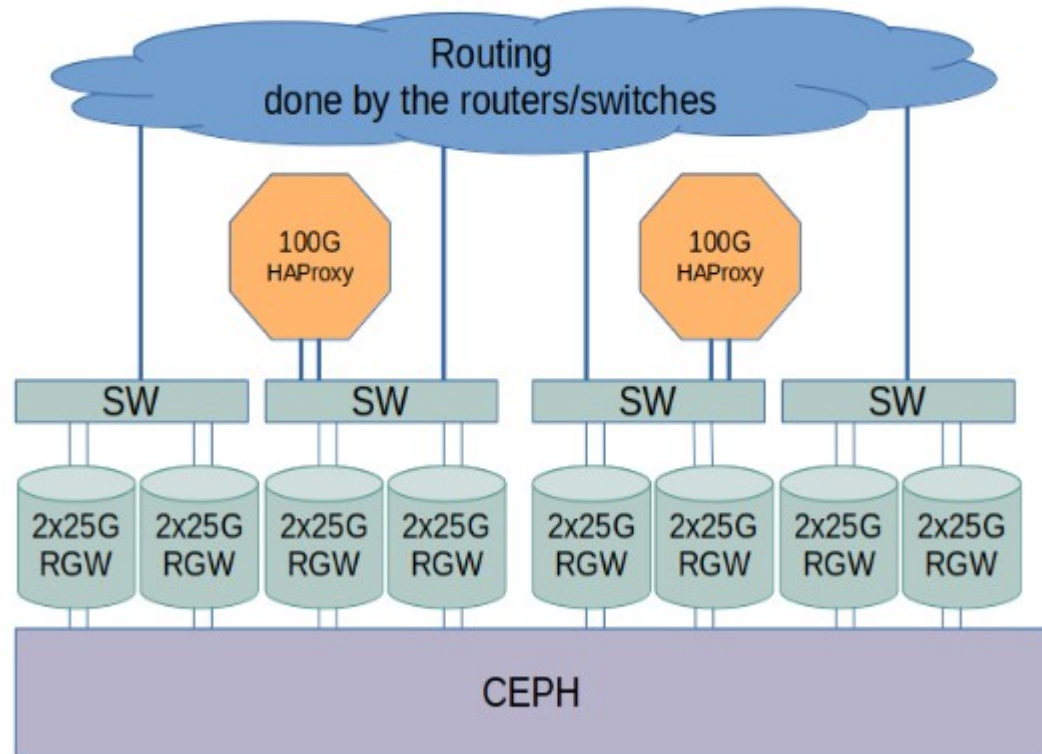 Routing
done by the routers/switches
100G
HAProxy
100G
HAProxy
SW
SW
SW
SW
2x25G
RGW
2x25G
RGW
2x25G
RGW
2x25G
RGW
2x25G
RGW
2x25G
RGW
2x25G
RGW
2x25G
RGW
CEPH